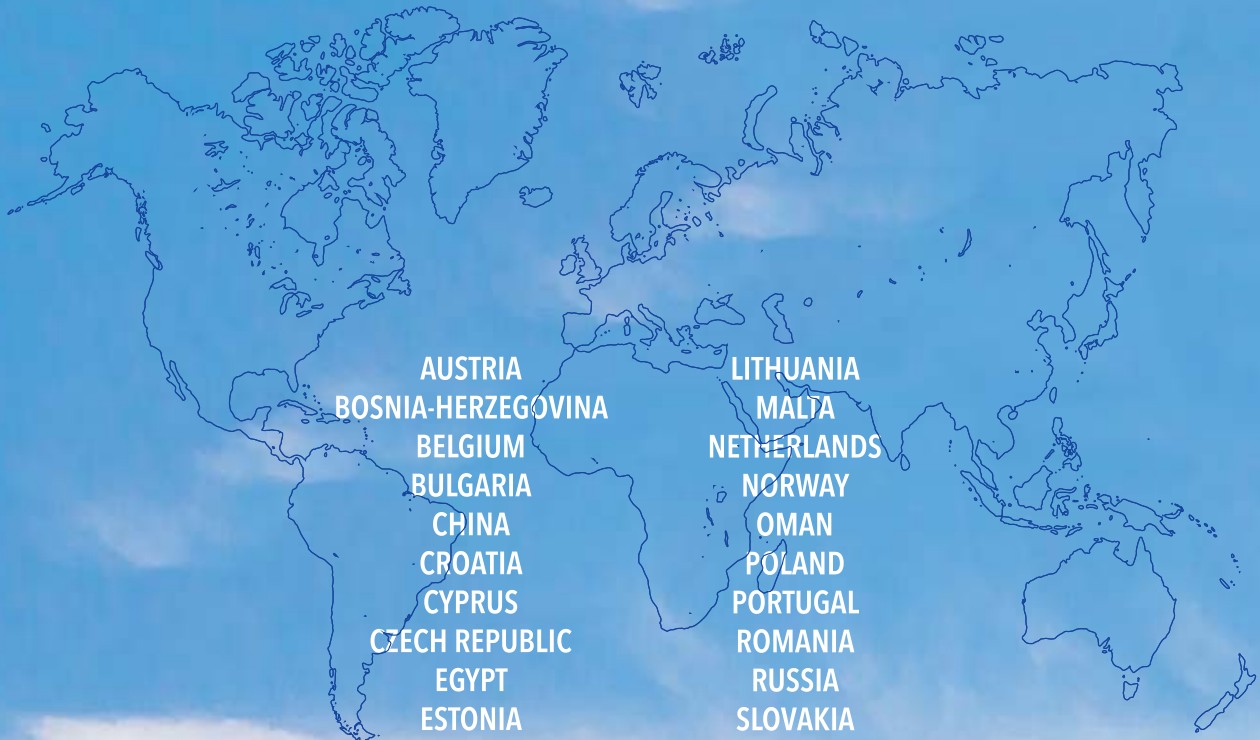 AUSTRIA
BOSNIA-HERZEGOVINA
BELGIUM
BULGARIA
CHINA
CROATIA
CYPRUS
CZECH REPUBLIC
EGYPT
ESTONIA
LITHUANIA
MALTA
NETHERLANDS
NORWAY
OMAN
POLAND
PORTUGAL
ROMANIA
RUSSIA
SLOVAKIA